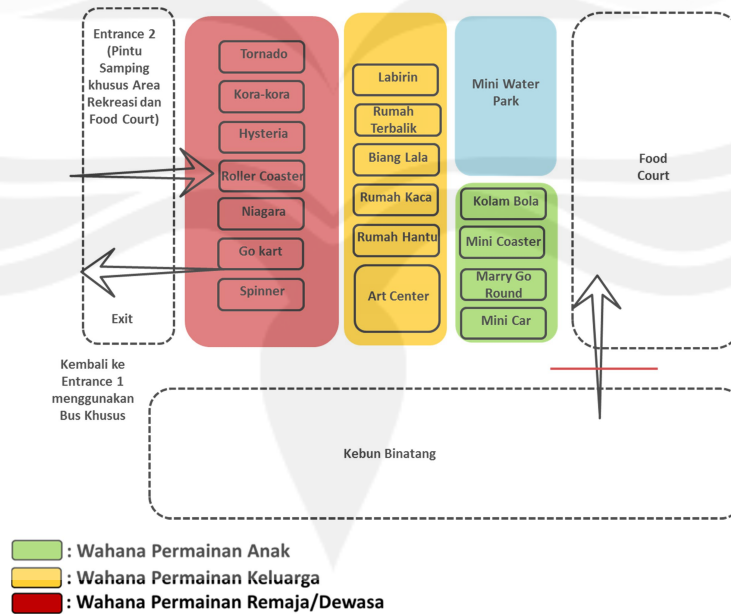 Entrance 2
(Pintu
Samping
khusus Area
Rekreasi dan
Food Court)
Exit
Kembali ke
Entrance 1
menggunakan
Bus Khusus
Tornado
Kora-kora
Hysteria
Roller Coaster
Niagara
Go kart
Spinner
Labirin
Rumah
Terbalik
Biang Lala
Rumah Kaca
Rumah Hantu
Art Center
Mini Water
Park
Kolam Bola
Mini Coaster
Marry Go
Round
Mini Car
Food
Court
Kebun Binatang
: Wahana Permainan Anak
: Wahana Permainan Keluarga
: Wahana Permainan Remaja/Dewasa